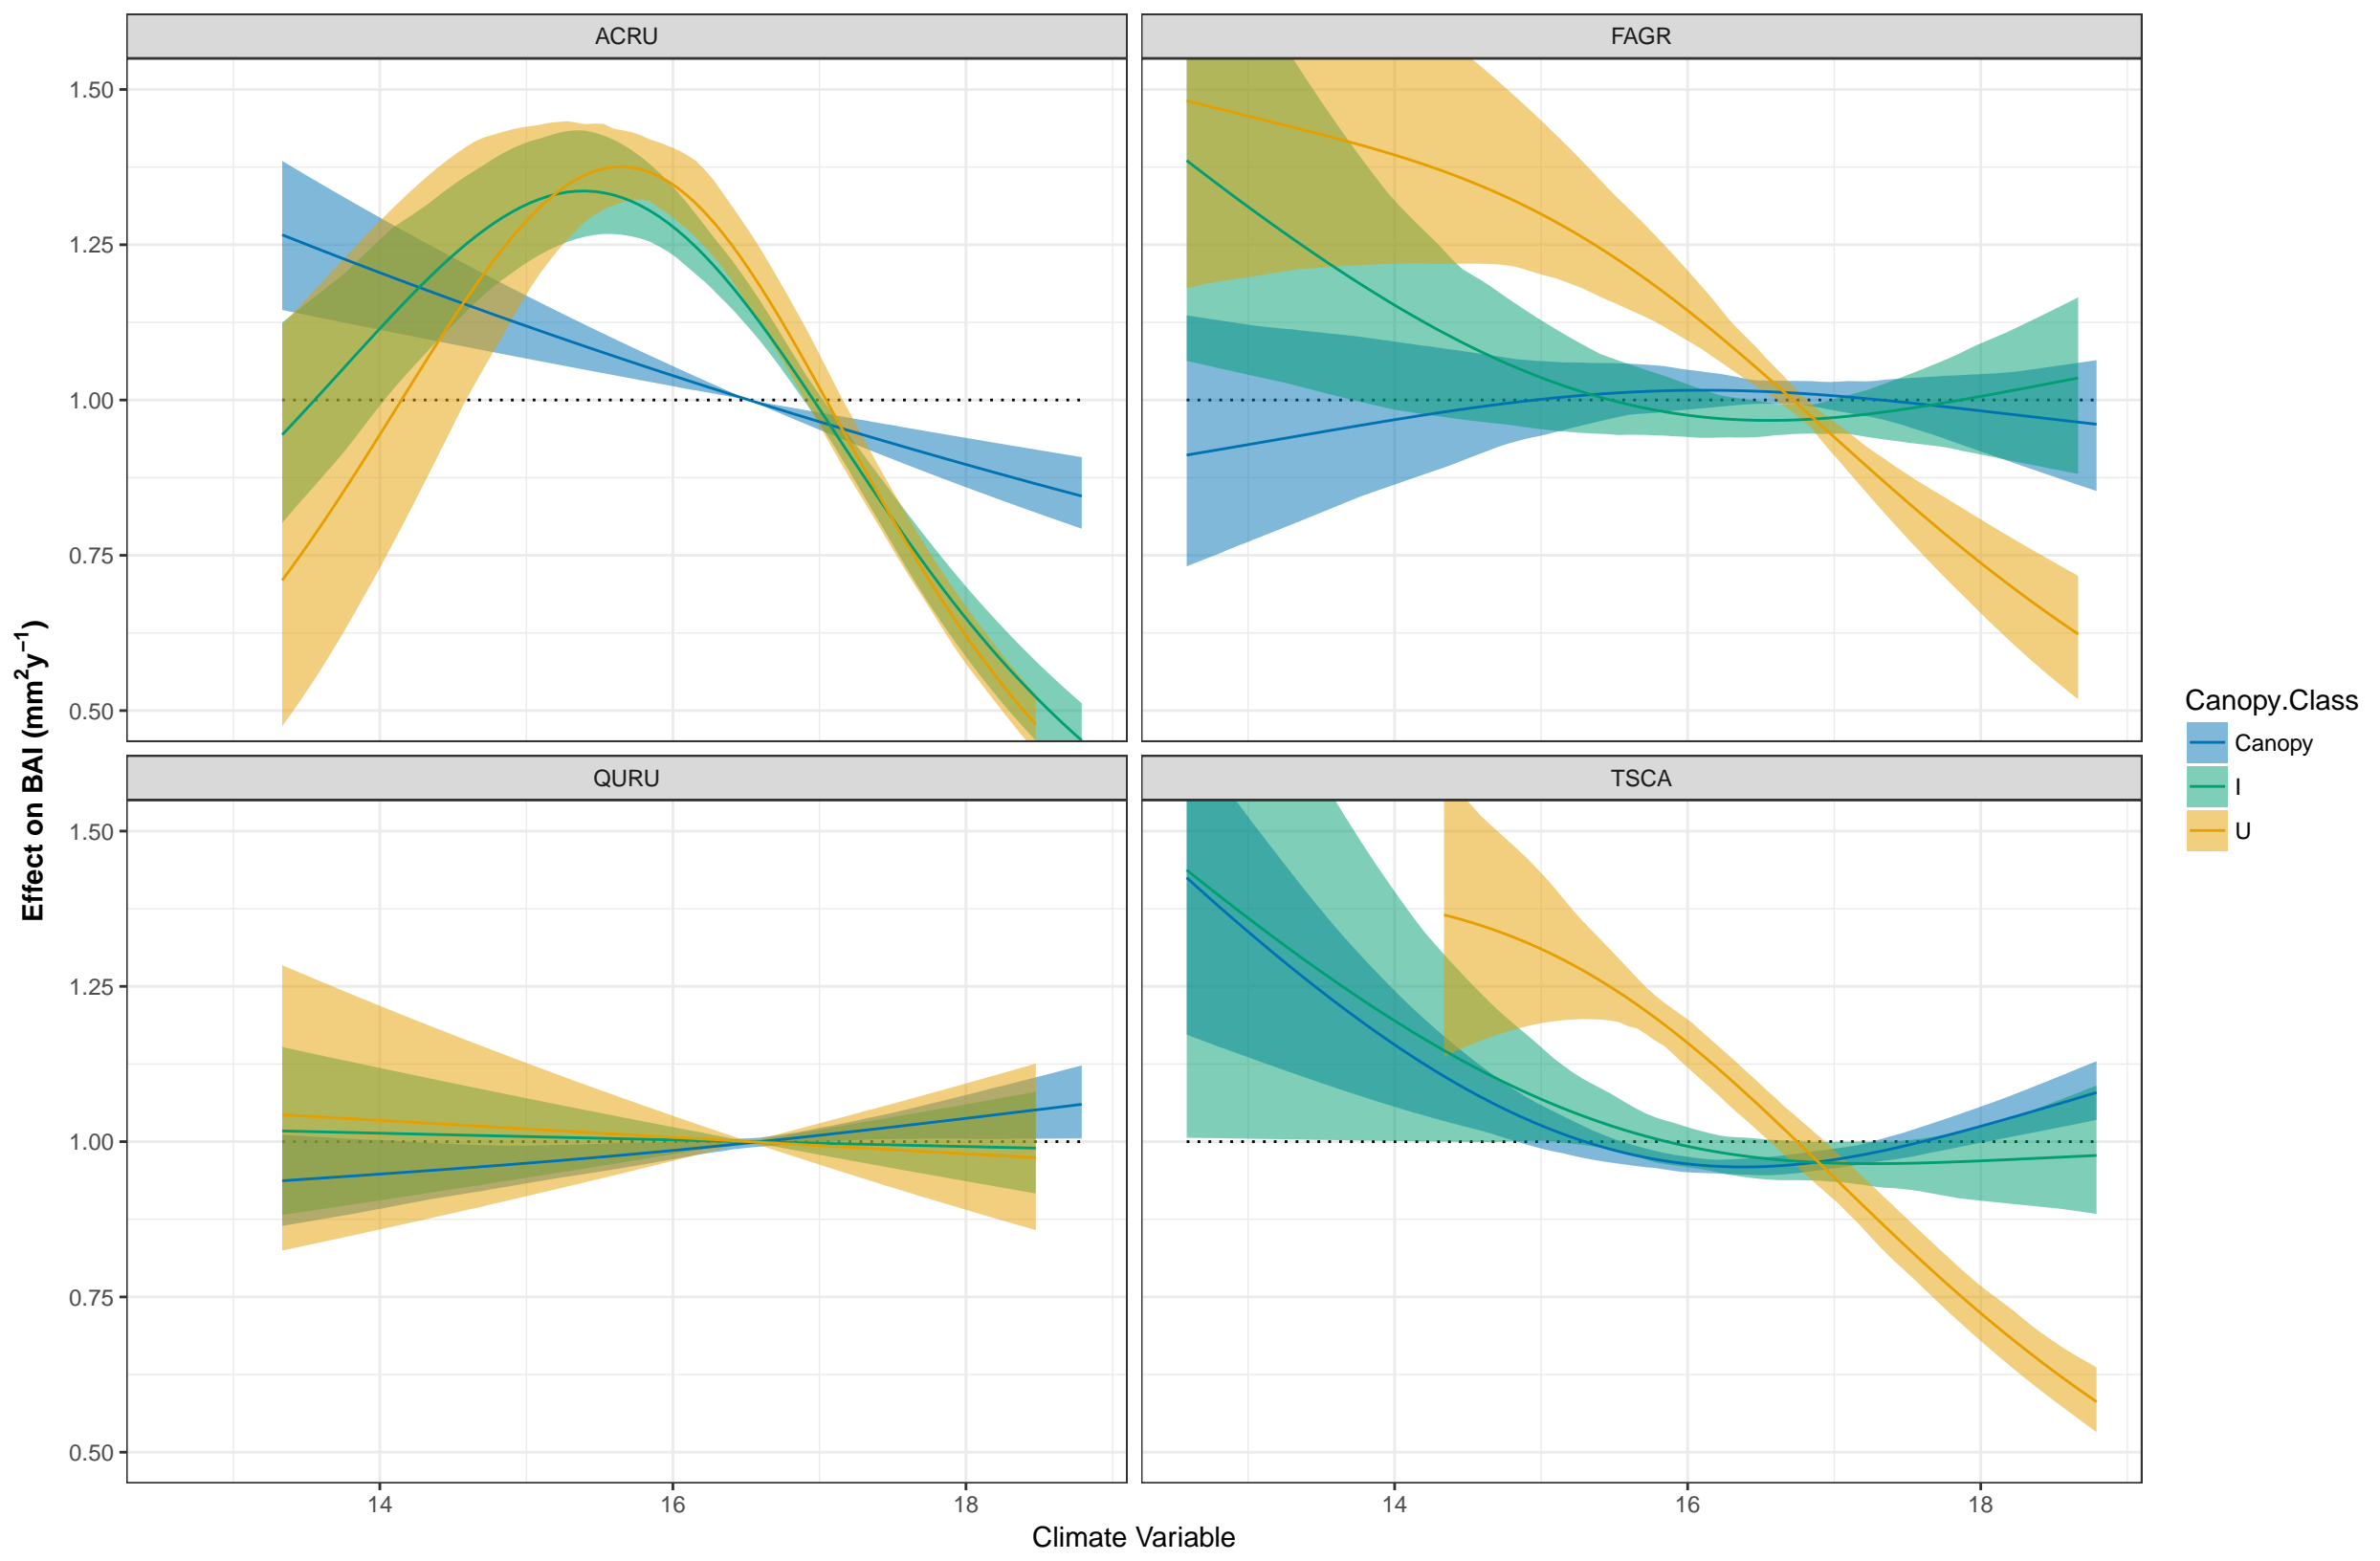 ACRU
FAGR
1.50
1.25
1.00
0.75
0.50
QURU
TSCA
1.50
1.25
1.00
0.75
0.50
14
16
18
14
16
18
Climate Variable
Effect on BAI (mm²y⁻¹)
Canopy.Class
Canopy
I
U